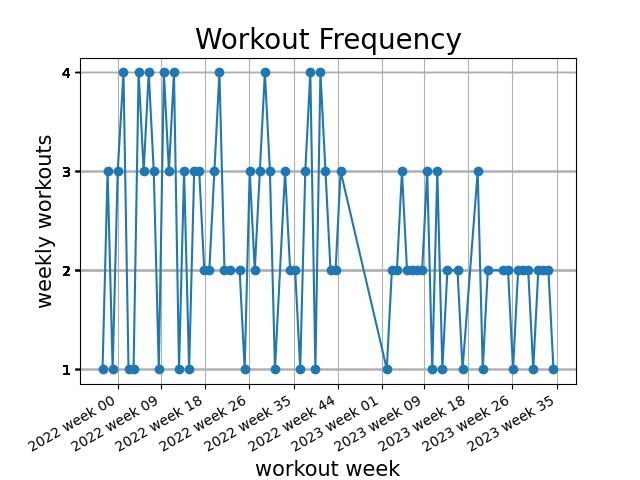 Workout Frequency
weekly workouts
4
3
2
1
2022 week 00
2022 week 09
2022 week 18
2022 week 26
2022 week 35
2022 week 44
2023 week 01
2023 week 09
2023 week 18
2023 week 26
2023 week 35
workout week